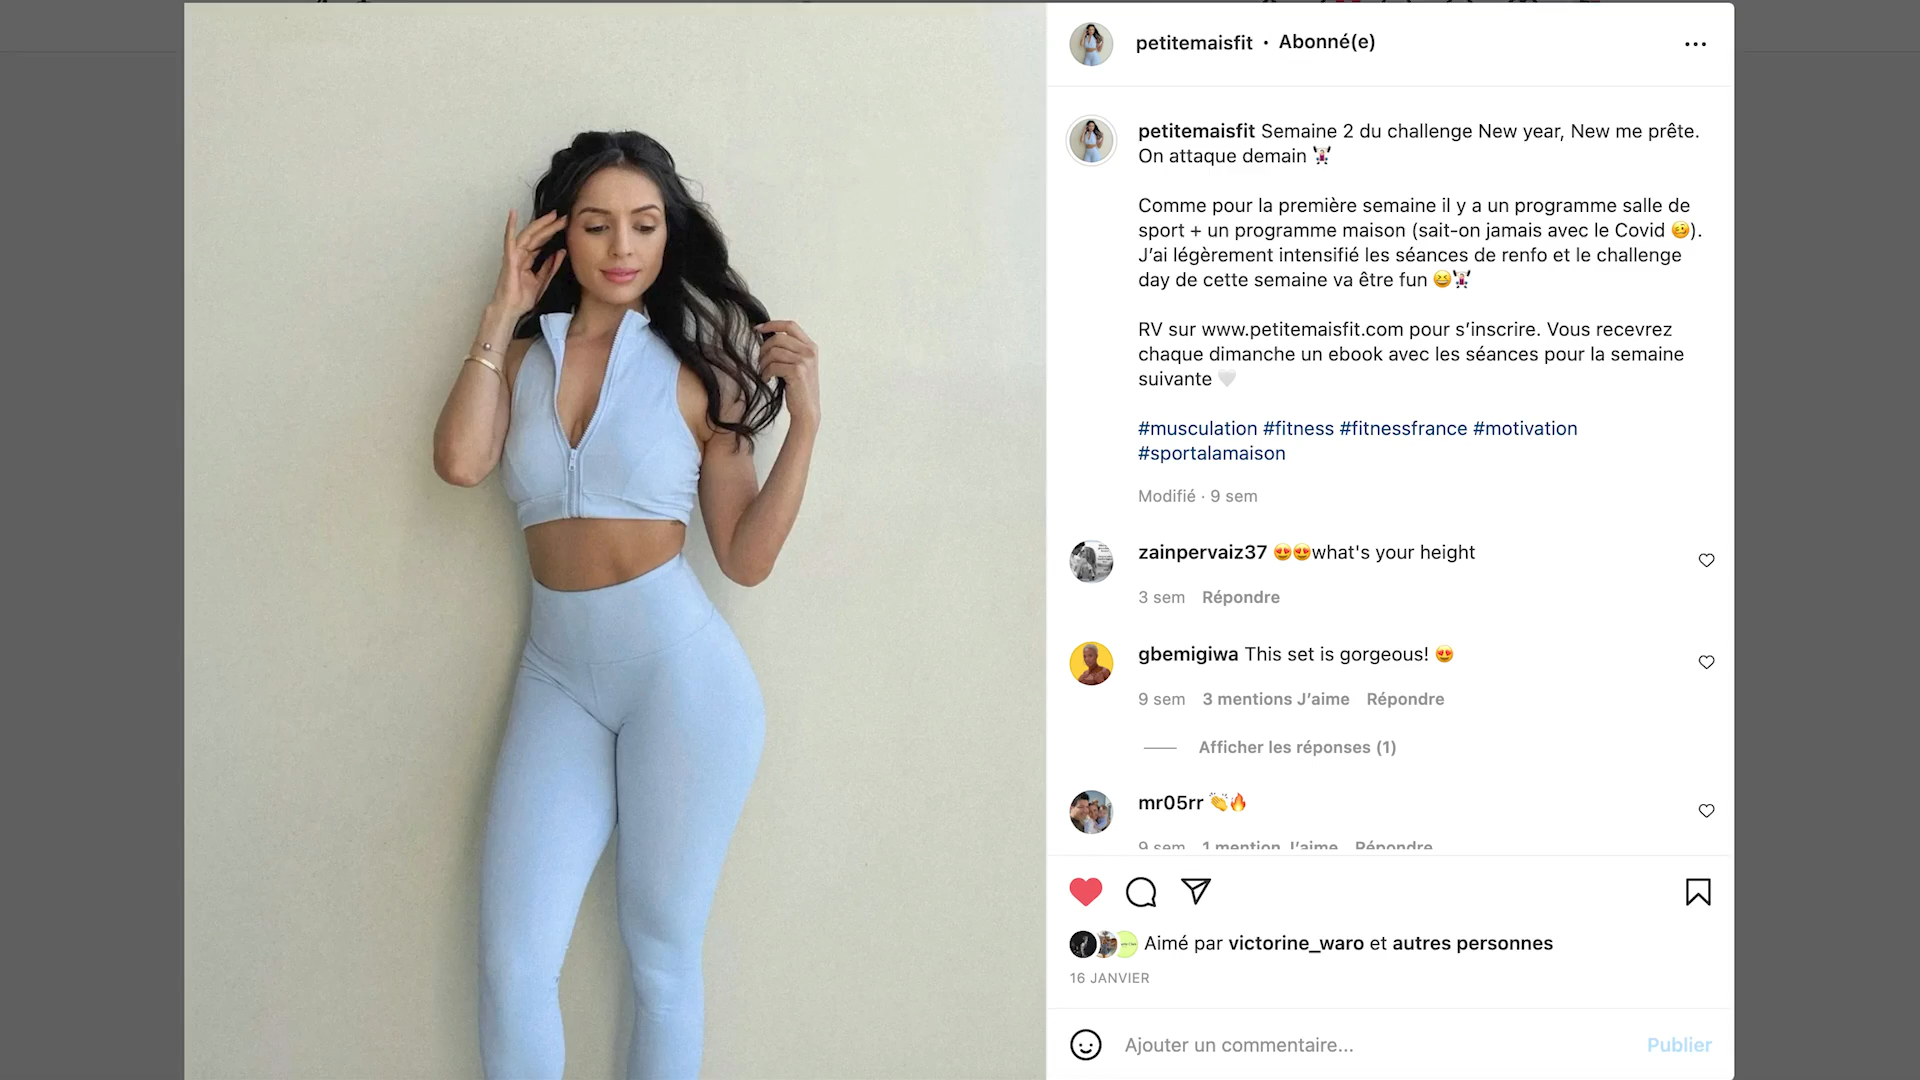 petitemaisfit • Abonné(e)
petitemaisfit Semaine 2 du challenge New year, New me prête.
On attaque demain 🏋🏻‍♀️
Comme pour la première semaine il y a un programme salle de
sport + un programme maison (sait-on jamais avec le Covid 🥴).
J’ai légèrement intensifié les séances de renfo et le challenge
day de cette semaine va être fun 😆🏋🏻‍♀️
RV sur www.petitemaisfit.com pour s’inscrire. Vous recevrez
chaque dimanche un ebook avec les séances pour la semaine
suivante 🤍
#musculation #fitness #fitnessfrance #motivation
#sportalamaison
Modifié · 9 sem
zainpervaiz37 😍😍what's your height
3 sem Répondre
gbemigiwa This set is gorgeous! 😍
9 sem 3 mentions J’aime Répondre
Afficher les réponses (1)
mr05rr 👏🔥
9 sem 1 mention J’aime Répondre
Aimé par victorine_waro et autres personnes
16 JANVIER
Ajouter un commentaire... Publier